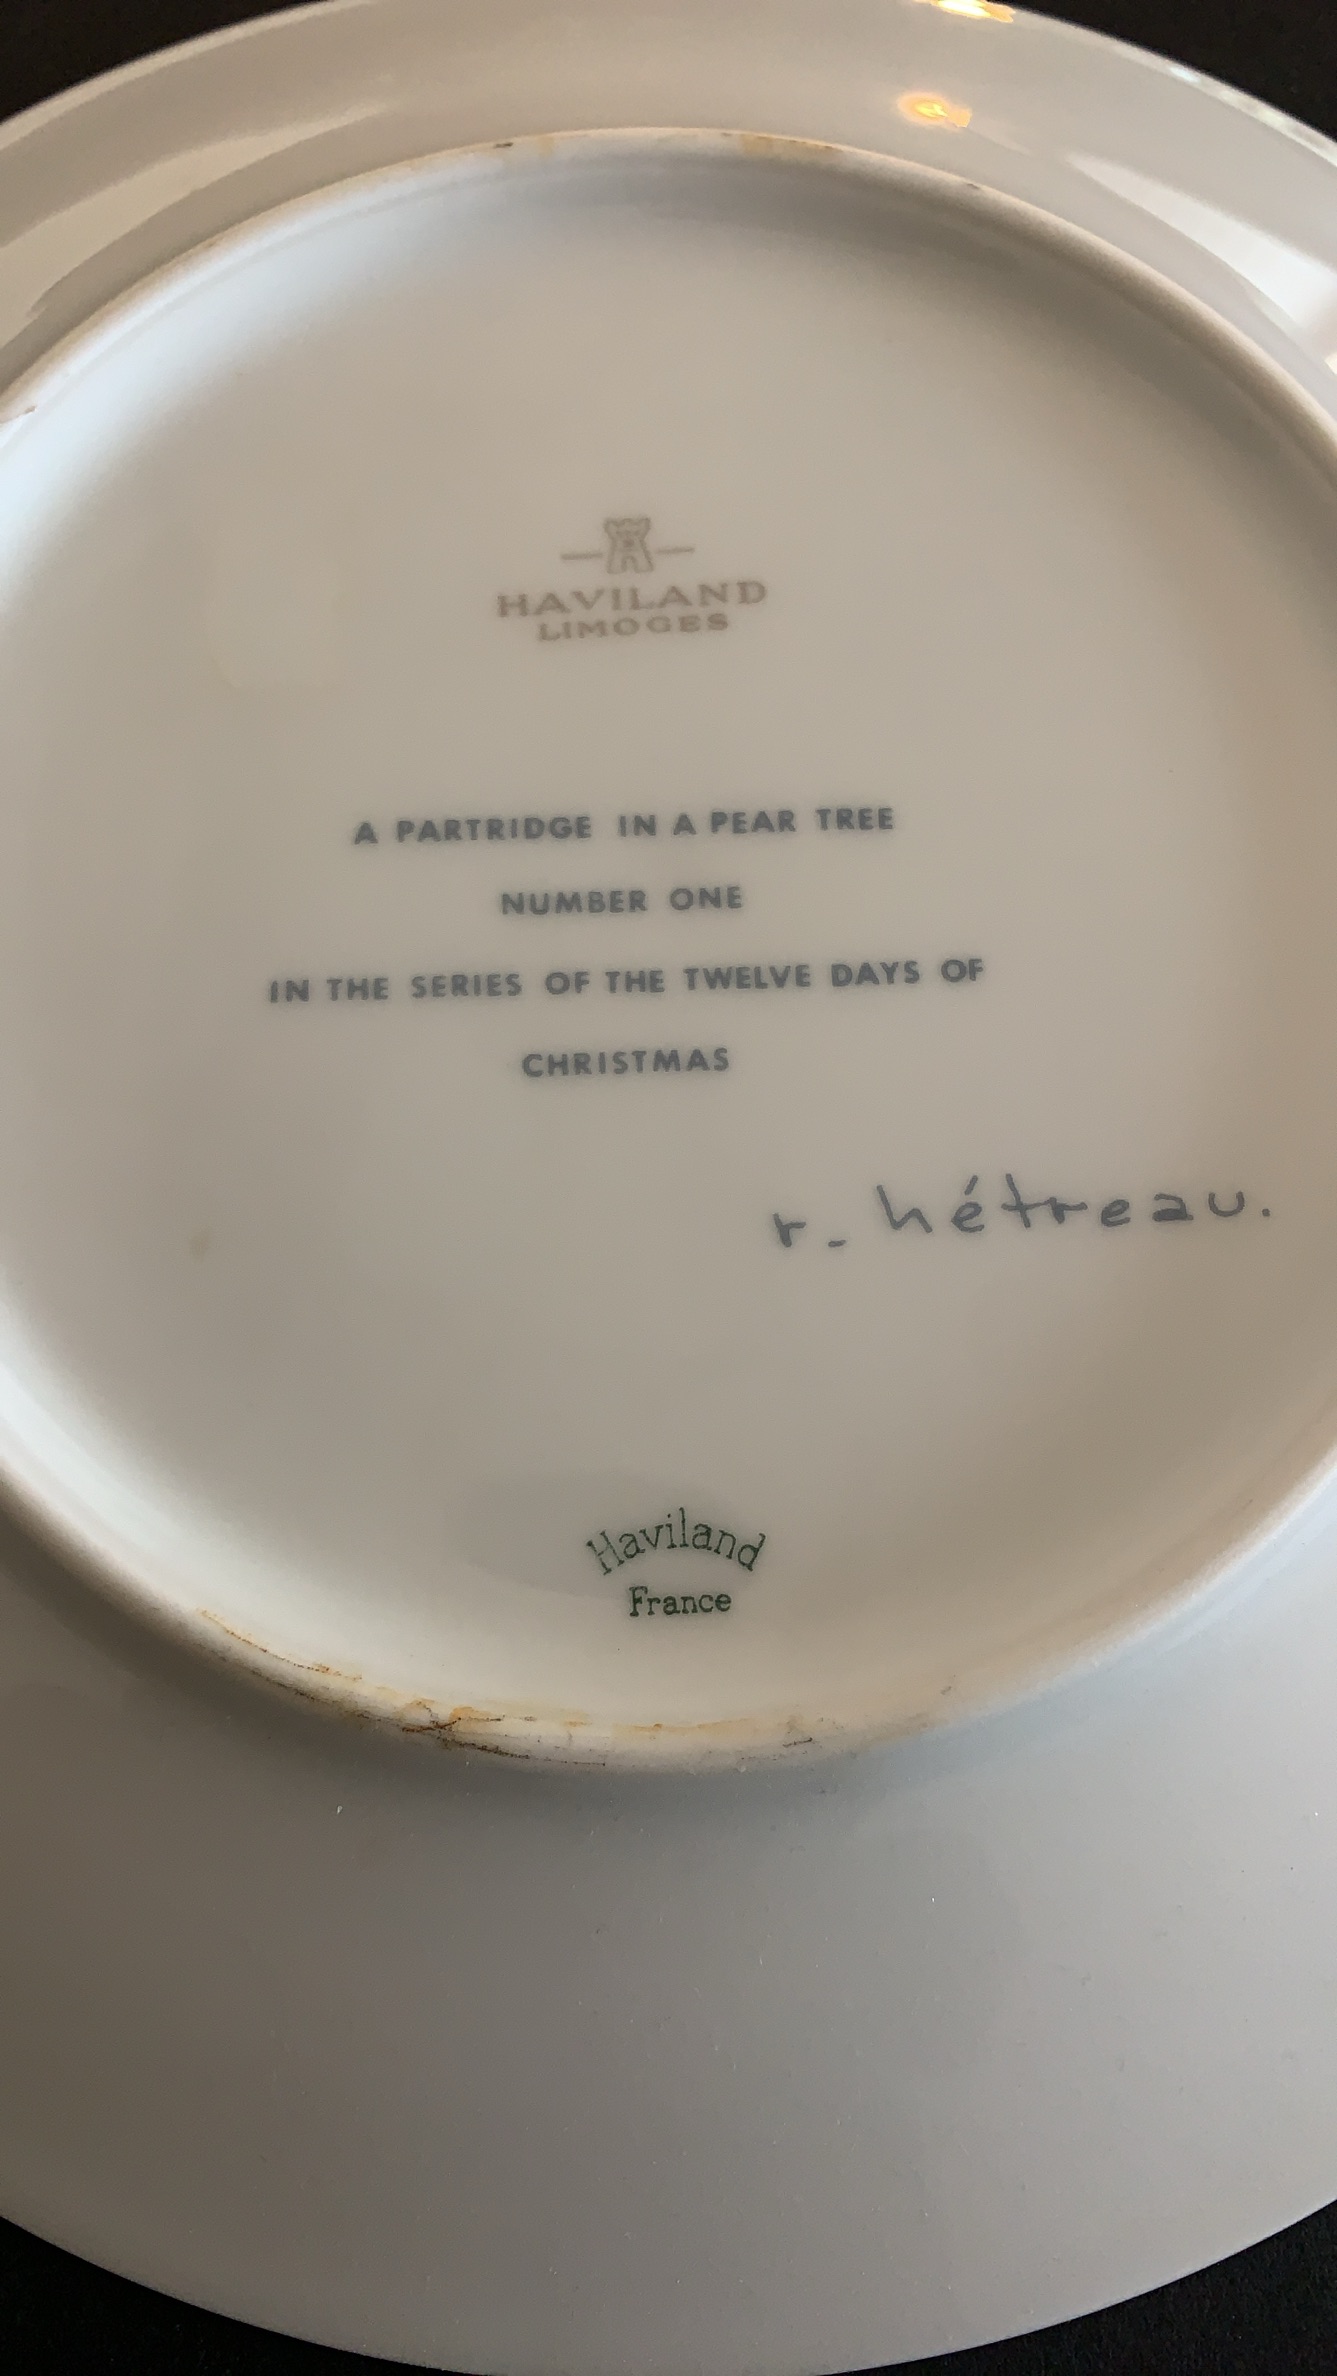 HAVILAND
LIMOGES
A PARTRIDGE IN A PEAR TREE
NUMBER ONE
IN THE SERIES OF THE TWELVE DAYS OF
CHRISTMAS
r. hétreau.
Haviland
France